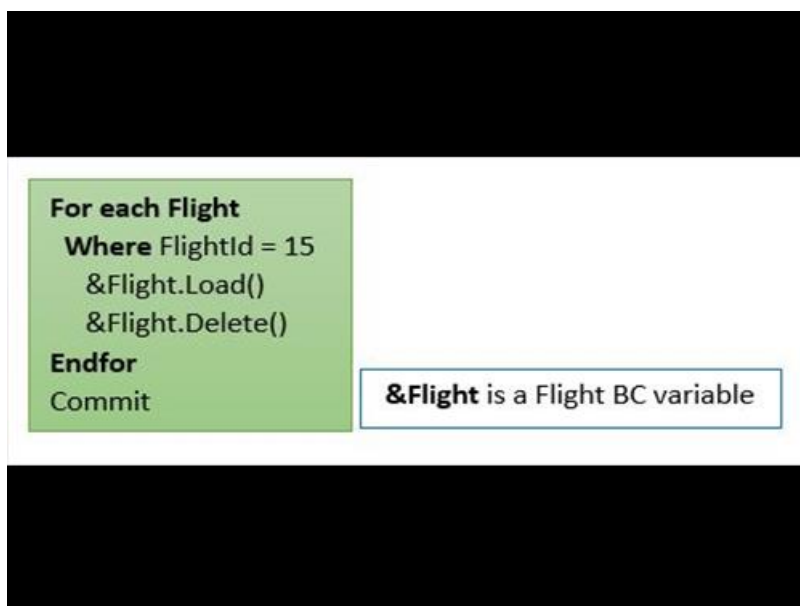 For each Flight
Where FlightId = 15
&Flight.Load()
&Flight.Delete()
Endfor
Commit
&Flight is a Flight BC variable